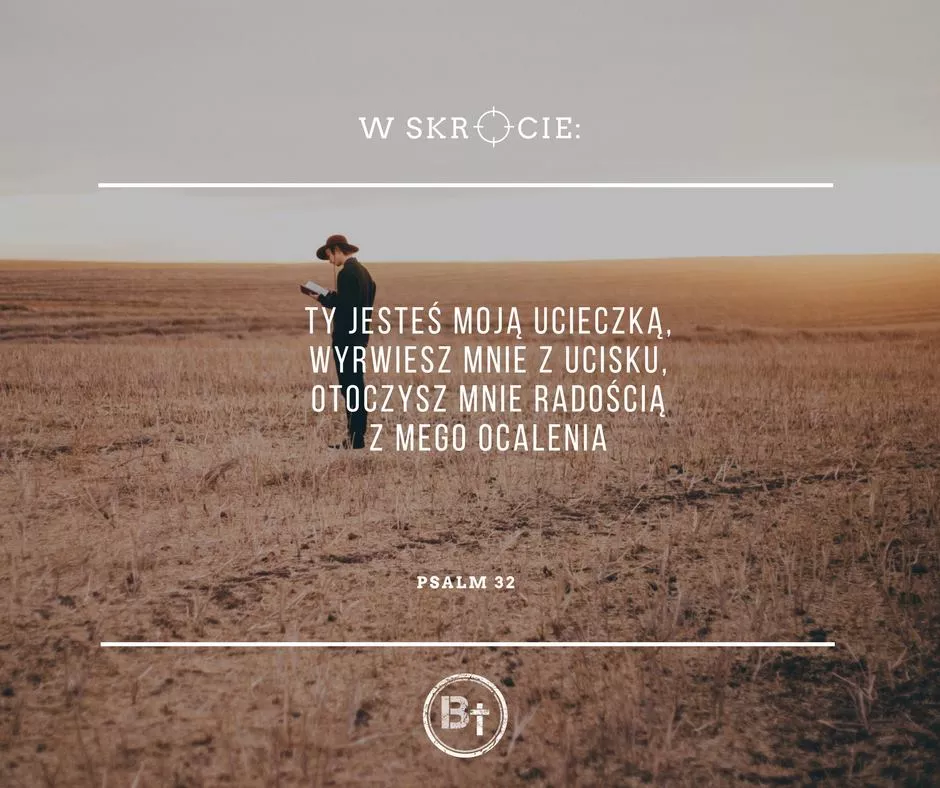 W SKRÓCIE:
TY JESTEŚ MOJĄ UCIECZKĄ,
WYRWIESZ MNIE Z UCISKU,
OTOCZYSZ MNIE RADOŚCIĄ
Z MEGO OCALENIA
PSALM 32
B†